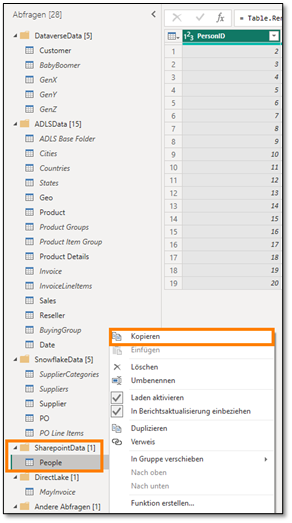 Abfragen [28]
DataverseData [5]
Customer
BabyBoomer
GenX
GenY
GenZ
ADLSData [15]
ADLS Base Folder
Cities
Countries
States
Geo
Product
Product Groups
Product Item Group
Product Details
Invoice
InvoiceLineItems
Sales
Reseller
BuyingGroup
Date
SnowflakeData [5]
SupplierCategories
Suppliers
Supplier
PO
PO Line Items
SharepointData [1]
People
DirectLake [1]
MayInvoice
Andere Abfragen [1]
= Table.Ren
1²3 PersonID
1 2
2 3
3 4
4 5
5 6
6 7
7 8
8 9
9 10
10 11
11 12
12 13
13 14
14 15
15 16
16 17
17 18
18 19
19 20
Kopieren
Einfügen
Löschen
Umbenennen
Laden aktivieren
In Berichtsaktualisierung einbeziehen
Duplizieren
Verweis
In Gruppe verschieben
Nach oben
Nach unten
Funktion erstellen...